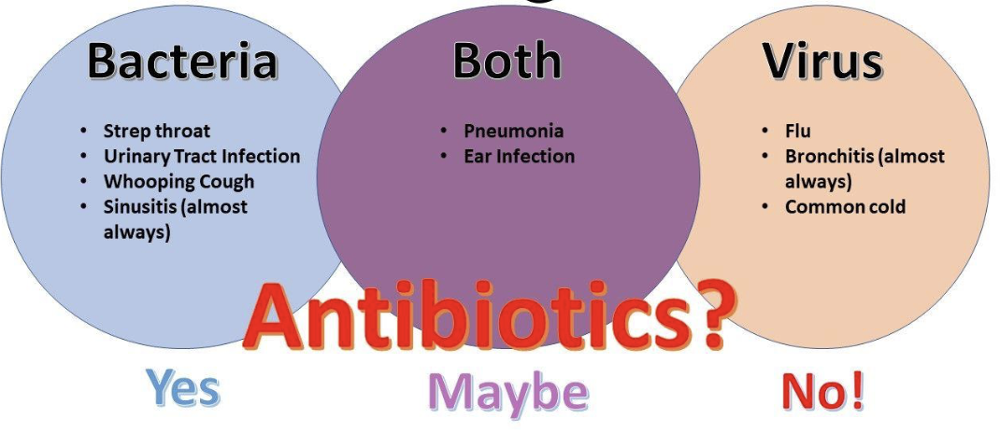 Bacteria
• Strep throat
• Urinary Tract Infection
• Whooping Cough
• Sinusitis (almost
always)
Both
• Pneumonia
• Ear Infection
Virus
• Flu
• Bronchitis (almost
always)
• Common cold
Antibiotics?
Yes
Maybe
No!